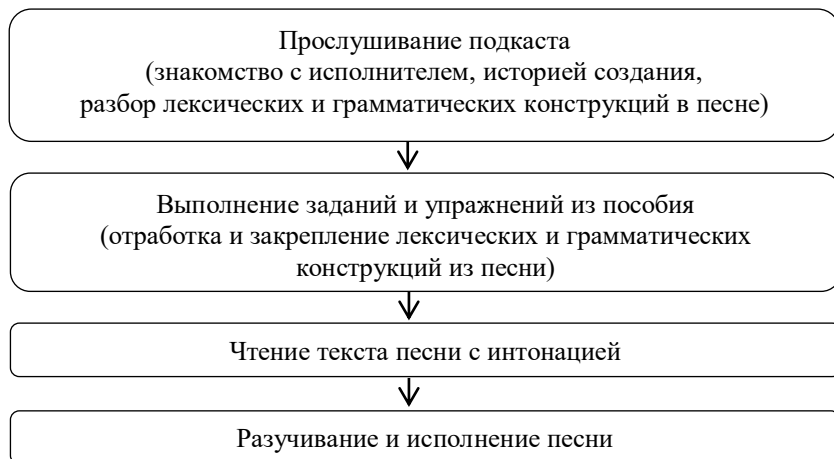 Прослушивание подкаста
(знакомство с исполнителем, историей создания,
разбор лексических и грамматических конструкций в песне)
Выполнение заданий и упражнений из пособия
(отработка и закрепление лексических и грамматических
конструкций из песни)
Чтение текста песни с интонацией
Разучивание и исполнение песни